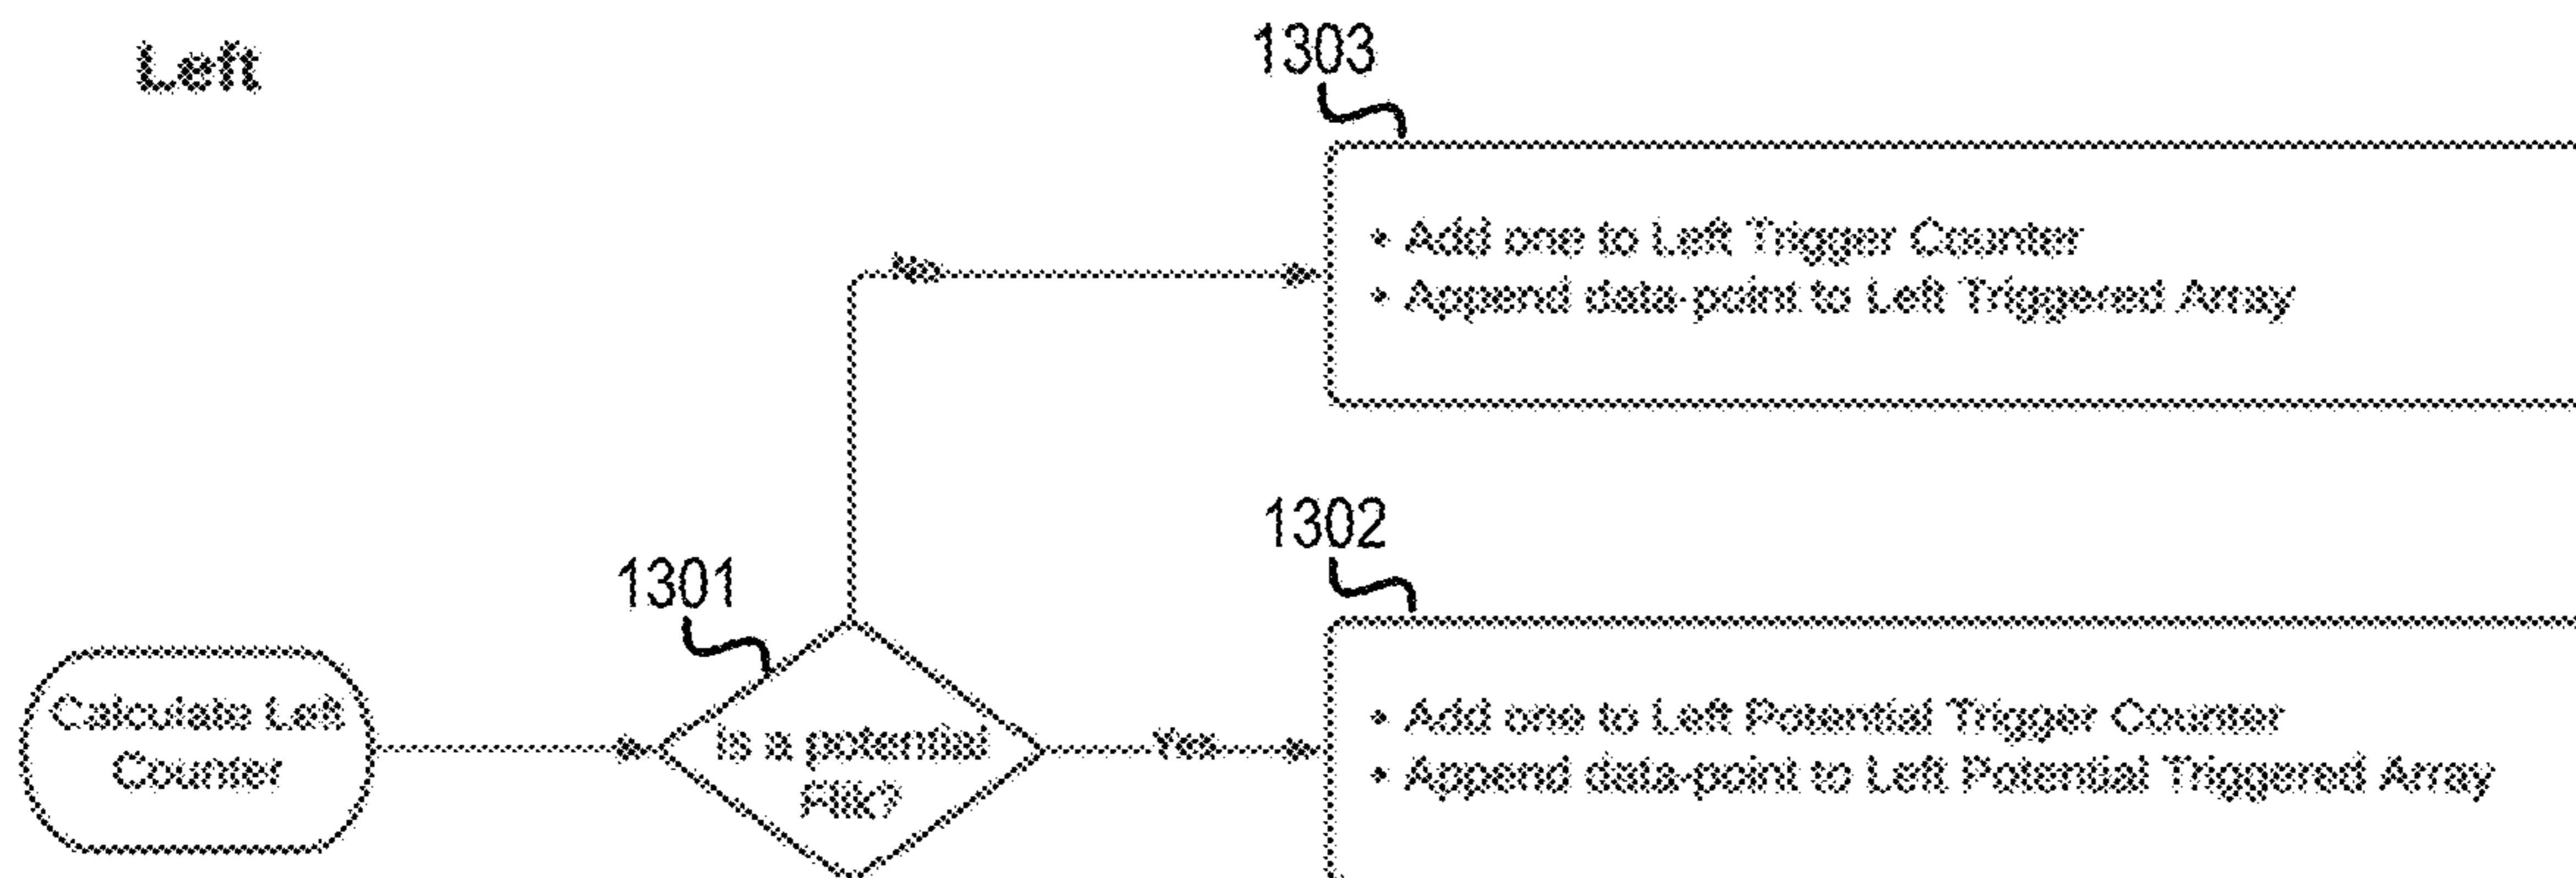 Left
1303
• Add one to Left Trigger Counter
• Append data-point to Left Triggered Array
No
1302
1301
Calculate Left
Counter
Is a potential
Flik?
Yes
• Add one to Left Potential Trigger Counter
• Append data-point to Left Potential Triggered Array